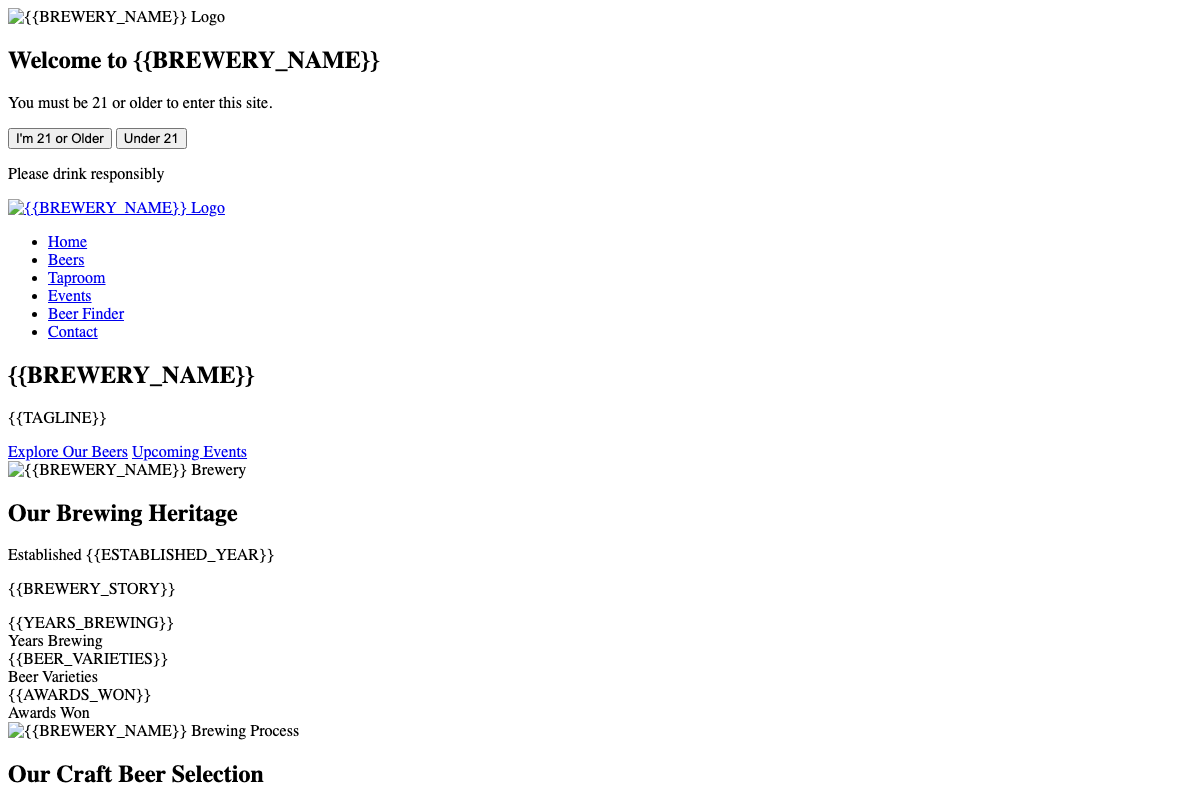 {{BREWERY_NAME}} Logo
Welcome to {{BREWERY_NAME}}
You must be 21 or older to enter this site.
I'm 21 or Older Under 21
Please drink responsibly
{{BREWERY_NAME}} Logo
Home
Beers
Taproom
Events
Beer Finder
Contact
{{BREWERY_NAME}}
{{TAGLINE}}
Explore Our Beers Upcoming Events
{{BREWERY_NAME}} Brewery
Our Brewing Heritage
Established {{ESTABLISHED_YEAR}}
{{BREWERY_STORY}}
{{YEARS_BREWING}}
Years Brewing
{{BEER_VARIETIES}}
Beer Varieties
{{AWARDS_WON}}
Awards Won
{{BREWERY_NAME}} Brewing Process
Our Craft Beer Selection